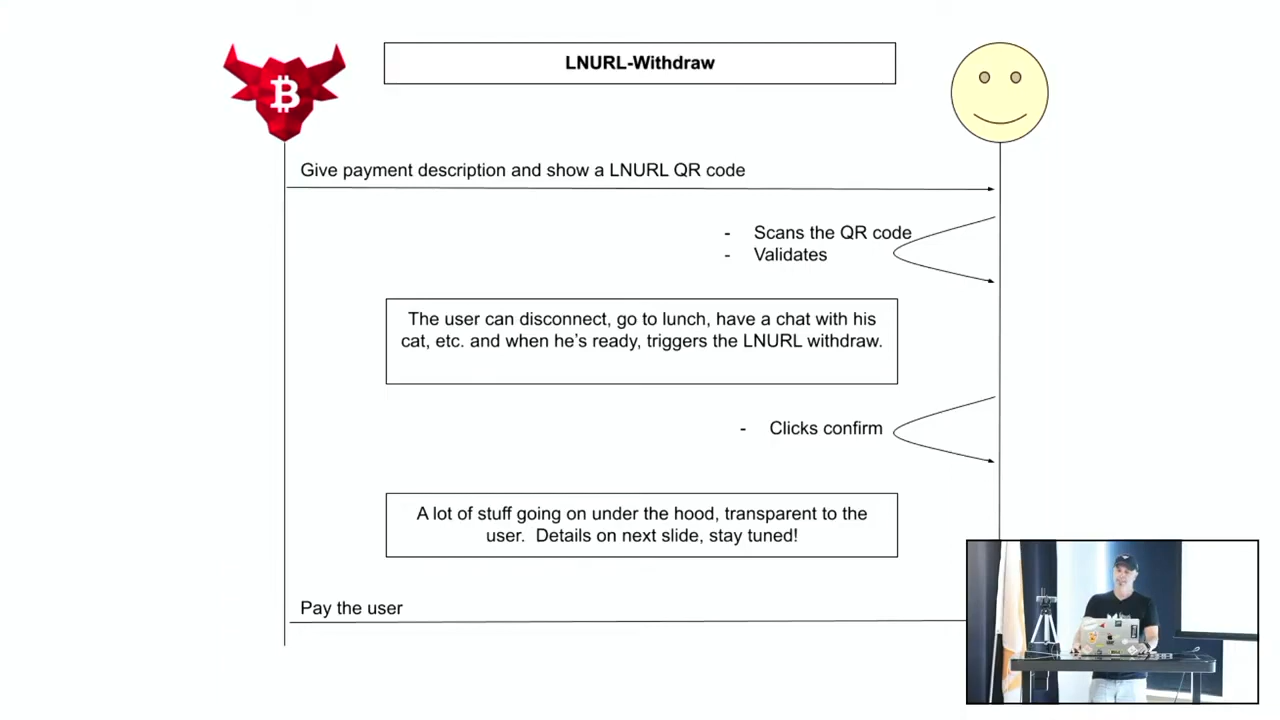 LNURL-Withdraw
Give payment description and show a LNURL QR code
- Scans the QR code
- Validates
The user can disconnect, go to lunch, have a chat with his
cat, etc. and when he’s ready, triggers the LNURL withdraw.
- Clicks confirm
A lot of stuff going on under the hood, transparent to the
user. Details on next slide, stay tuned!
Pay the user